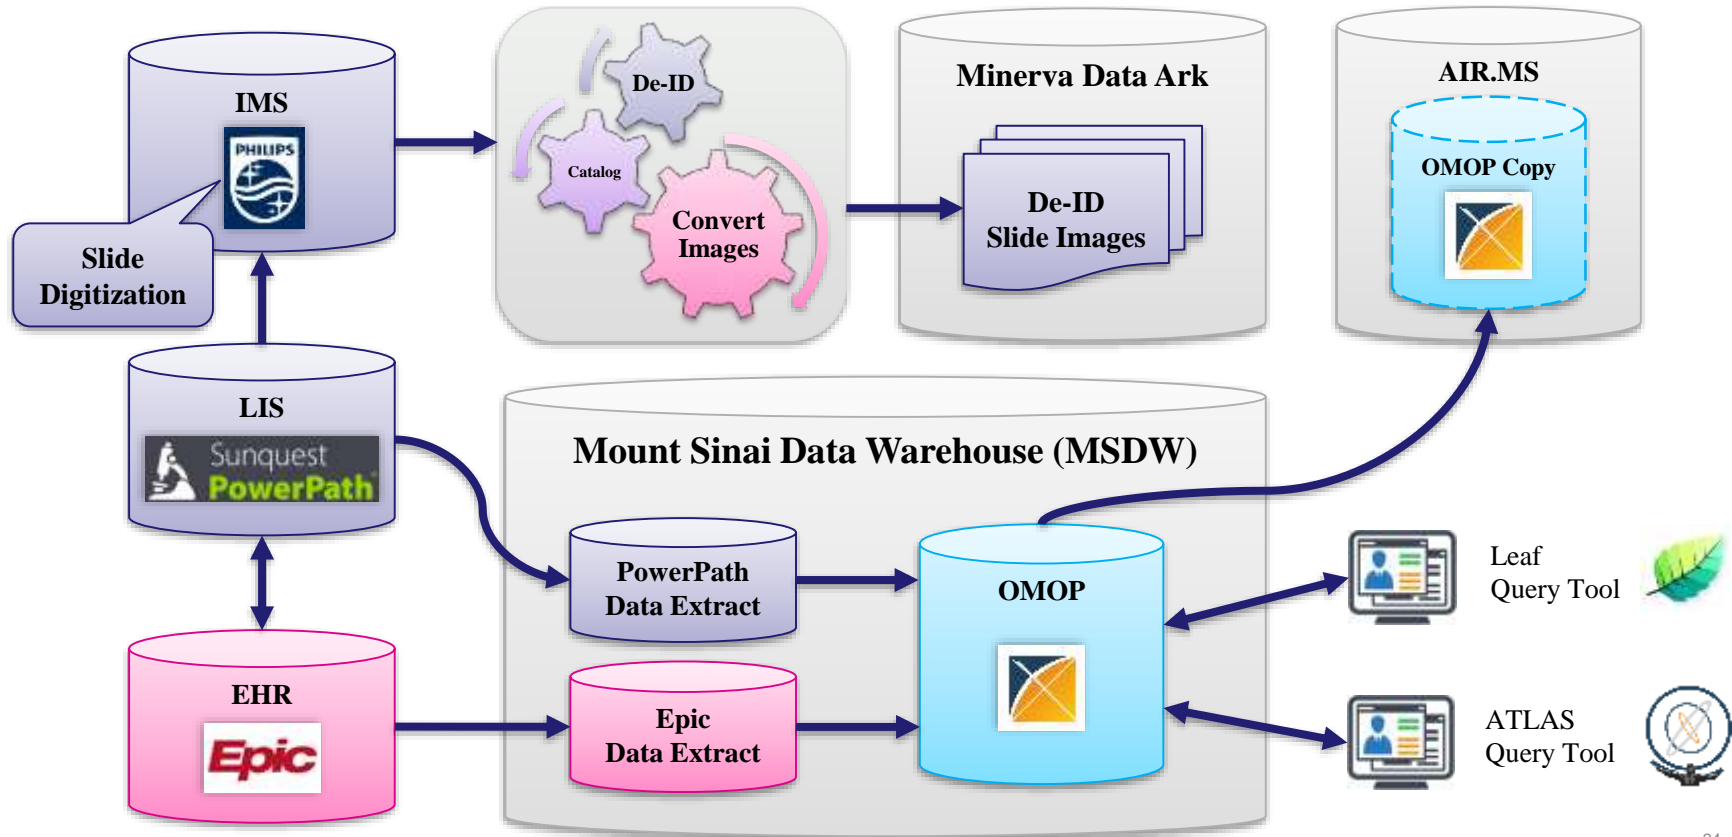 IMS
PHILIPS
Slide
Digitization
De-ID
Catalog
Convert
Images
Minerva Data Ark
De-ID
Slide Images
AIR.MS
OMOP Copy
LIS
Sunquest
PowerPath
Mount Sinai Data Warehouse (MSDW)
PowerPath
Data Extract
OMOP
Leaf
Query Tool
EHR
Epic
Epic
Data Extract
ATLAS
Query Tool